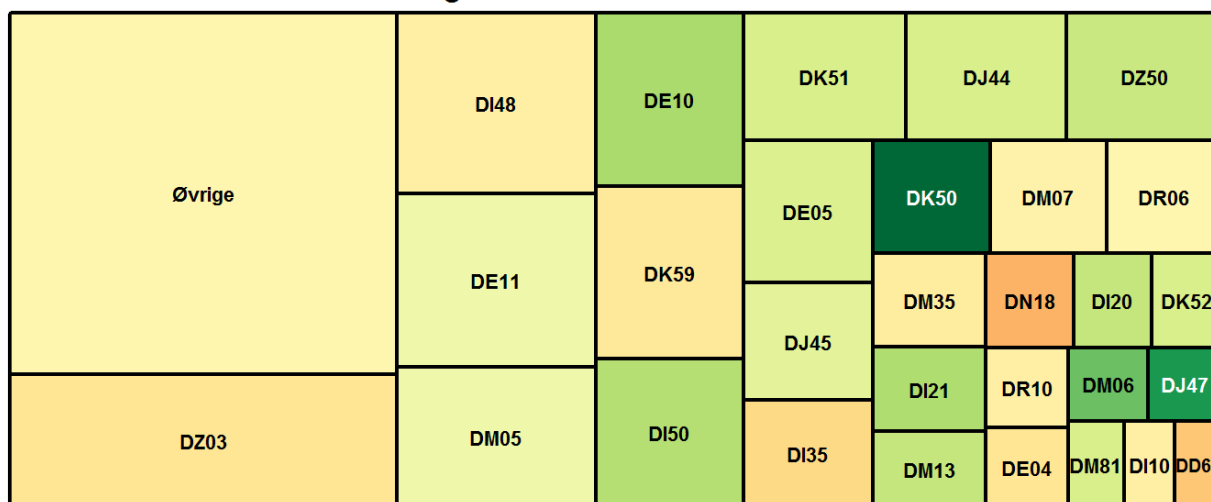 Øvrige
DZ03
DI48
DE11
DM05
DE10
DK59
DI50
DK51
DJ44
DZ50
DE05
DJ45
DI35
DK50
DM07
DR06
DM35
DN18
DI20
DK52
DI21
DM13
DR10
DE04
DM06
DJ47
DM81
DI10
DD6